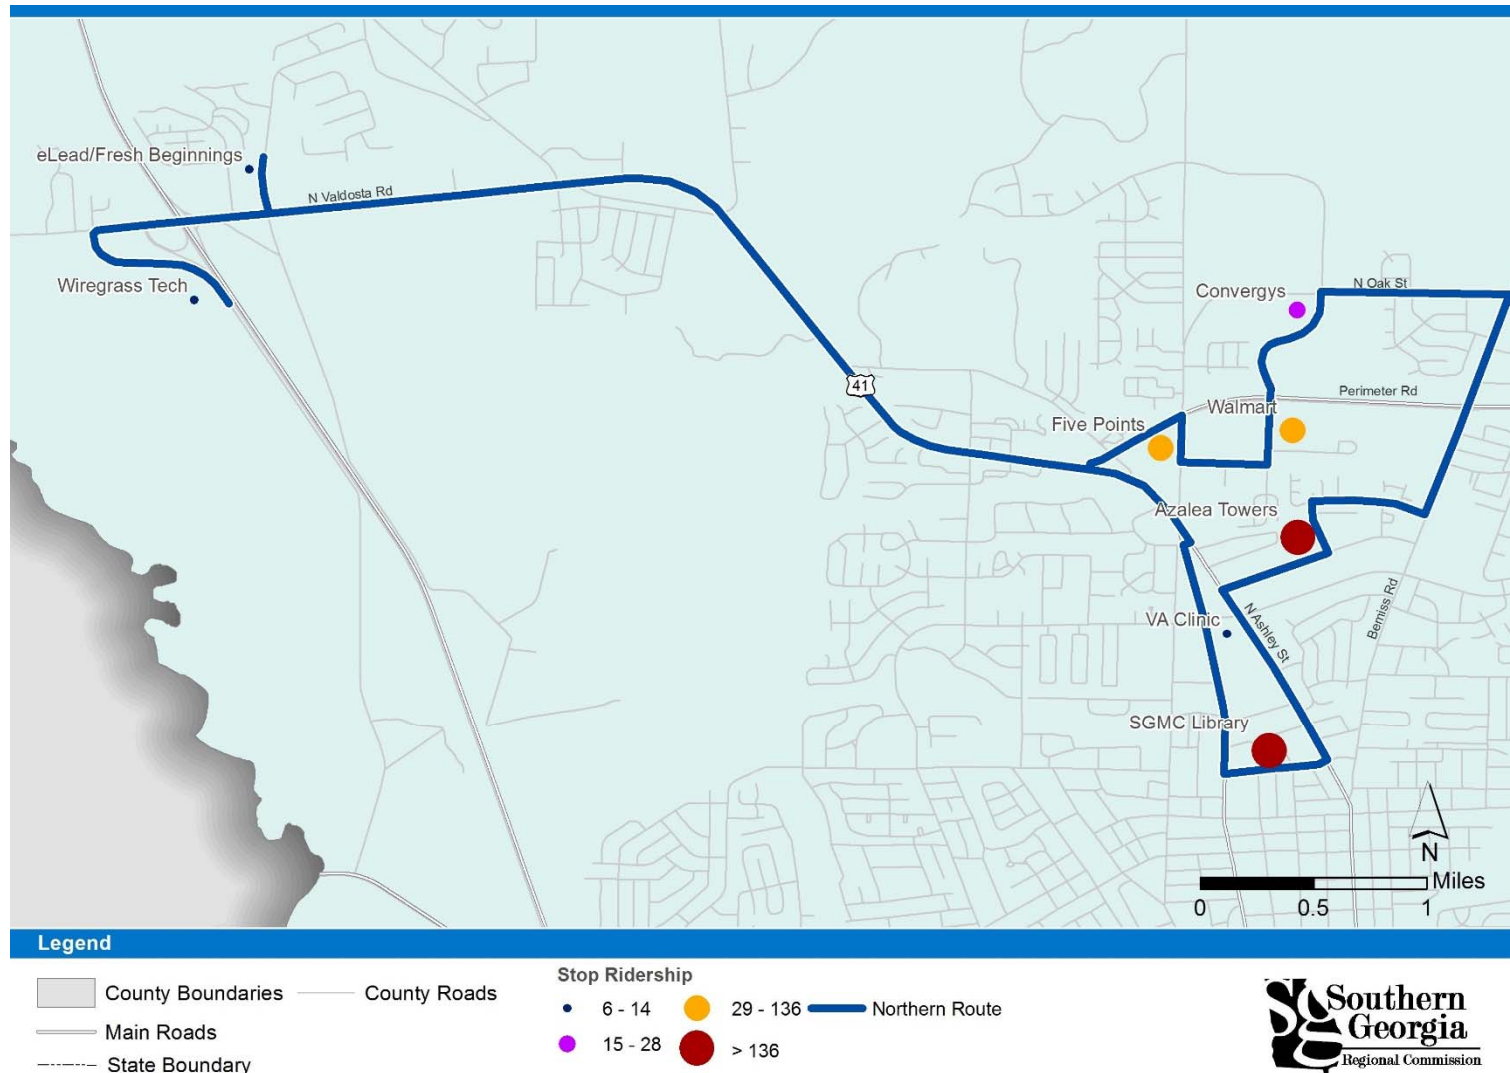 eLead/Fresh Beginnings
N Valdosta Rd
Wiregrass Tech
Convergys
N Oak St
41
Perimeter Rd
Walmart
Five Points
Azalea Towers
Bemiss Rd
N Ashley St
VA Clinic
SGMC Library
N
Miles
0 0.5 1
Legend
County Boundaries
County Roads
Main Roads
State Boundary
Stop Ridership
6 - 14
15 - 28
29 - 136
> 136
Northern Route
Southern
Georgia
Regional Commission